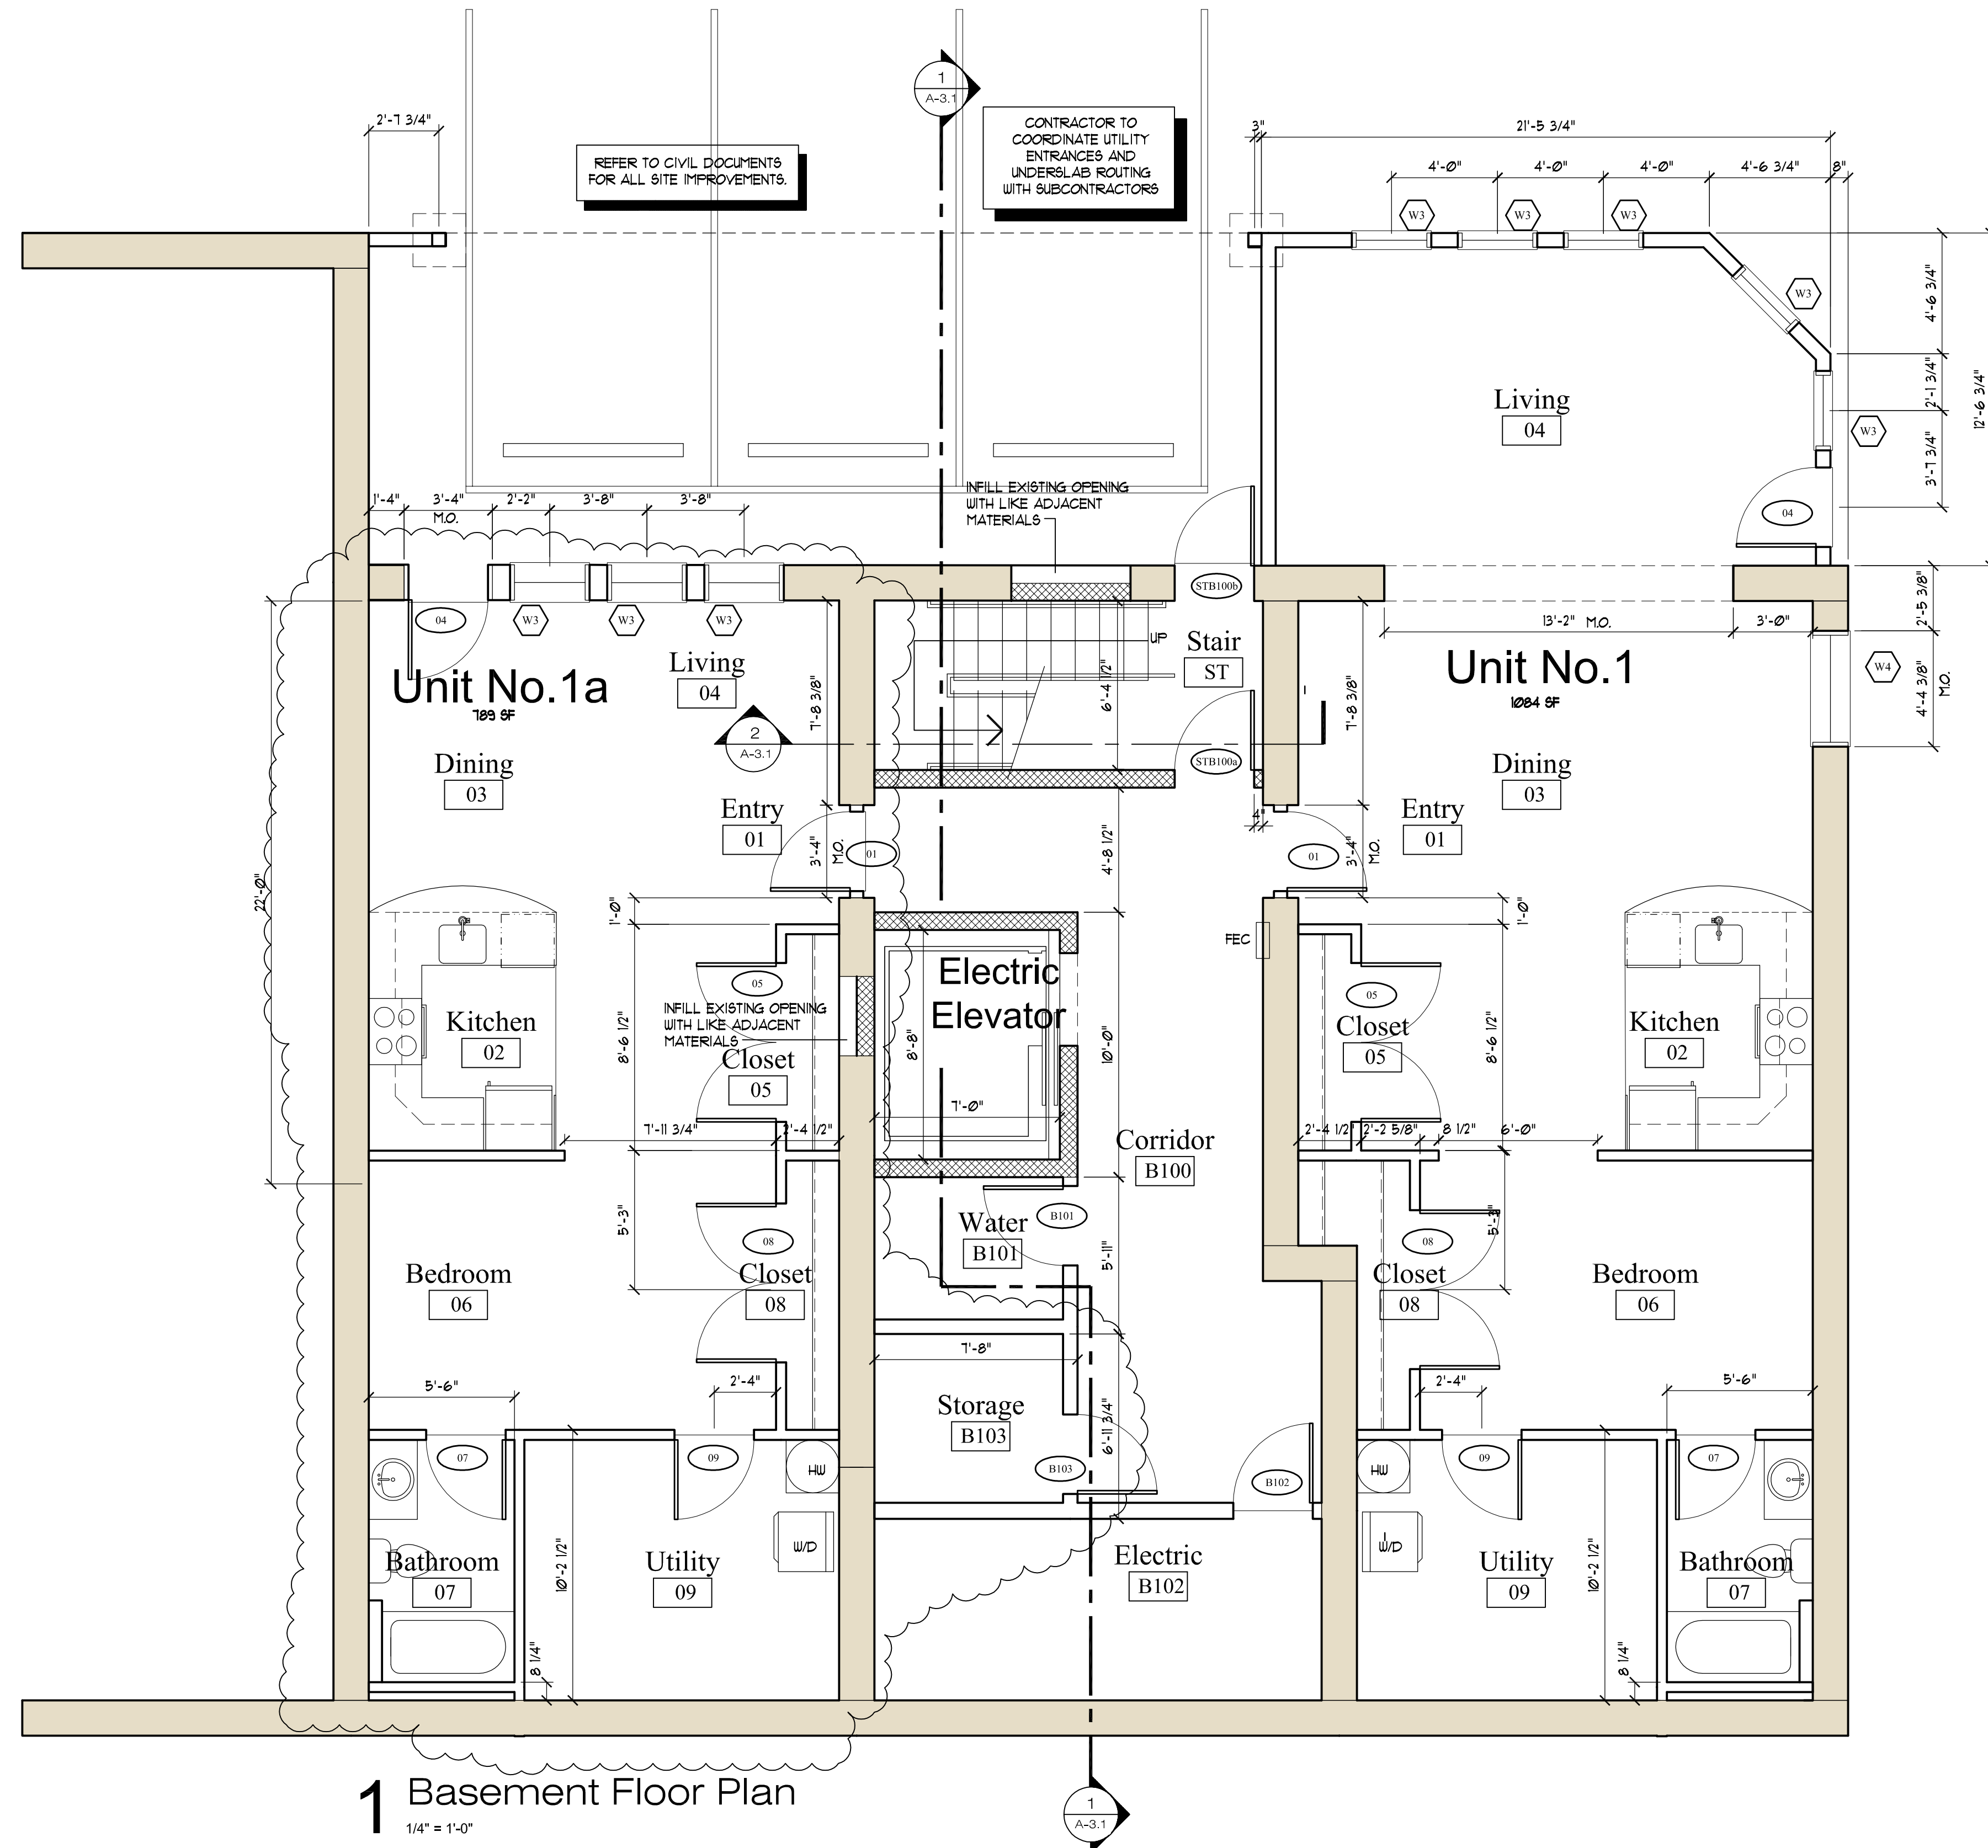 1
A-3.1
2'-7 3/4"
REFER TO CIVIL DOCUMENTS
FOR ALL SITE IMPROVEMENTS.
CONTRACTOR TO
COORDINATE UTILITY
ENTRANCES AND
UNDERSLAB ROUTING
WITH SUBCONTRACTORS
3"
21'-5 3/4"
4'-0"
4'-0"
4'-0"
4'-6 3/4"
8"
W3
W3
W3
W3
4'-6 3/4"
2'-1 3/4"
12'-6 3/4"
Living
04
W3
3'-7 3/4"
04
1'-4"
3'-4"
M.O.
2'-2"
3'-8"
3'-8"
INFILL EXISTING OPENING
WITH LIKE ADJACENT
MATERIALS
STB100b
04
W3
W3
W3
UP
Stair
ST
13'-2" M.O.
3'-0"
2'-5 3/8"
Unit No.1a
789 SF
Living
04
7'-8 3/8"
6'-4 1/2"
7'-8 3/8"
Unit No.1
1084 SF
W4
4'-4 3/8"
M.O.
2
A-3.1
STB100a
Dining
03
Dining
03
Entry
01
3'-4"
M.O.
01
4'-8 1/2"
4"
01
3'-4"
M.O.
Entry
01
22'-0"
1'-0"
1'-0"
FEC
05
INFILL EXISTING OPENING
WITH LIKE ADJACENT
MATERIALS
Electric
Elevator
8'-8"
10'-0"
05
Closet
05
Kitchen
02
8'-6 1/2"
Closet
05
8'-6 1/2"
Kitchen
02
7'-11 3/4"
2'-4 1/2"
7'-0"
Corridor
B100
2'-4 1/2"
2'-2 5/8"
8 1/2"
6'-0"
5'-3"
08
Water
B101
B101
5'-11"
08
5'-3"
Bedroom
06
Closet
08
Closet
08
Bedroom
06
7'-8"
5'-6"
2'-4"
2'-4"
5'-6"
Storage
B103
6'-11 3/4"
B103
B102
07
09
HW
HW
09
07
W/D
W/D
Bathroom
07
10'-2 1/2"
Utility
09
Electric
B102
Utility
09
10'-2 1/2"
Bathroom
07
8 1/4"
8 1/4"
1 Basement Floor Plan
1/4" = 1'-0"
1
A-3.1